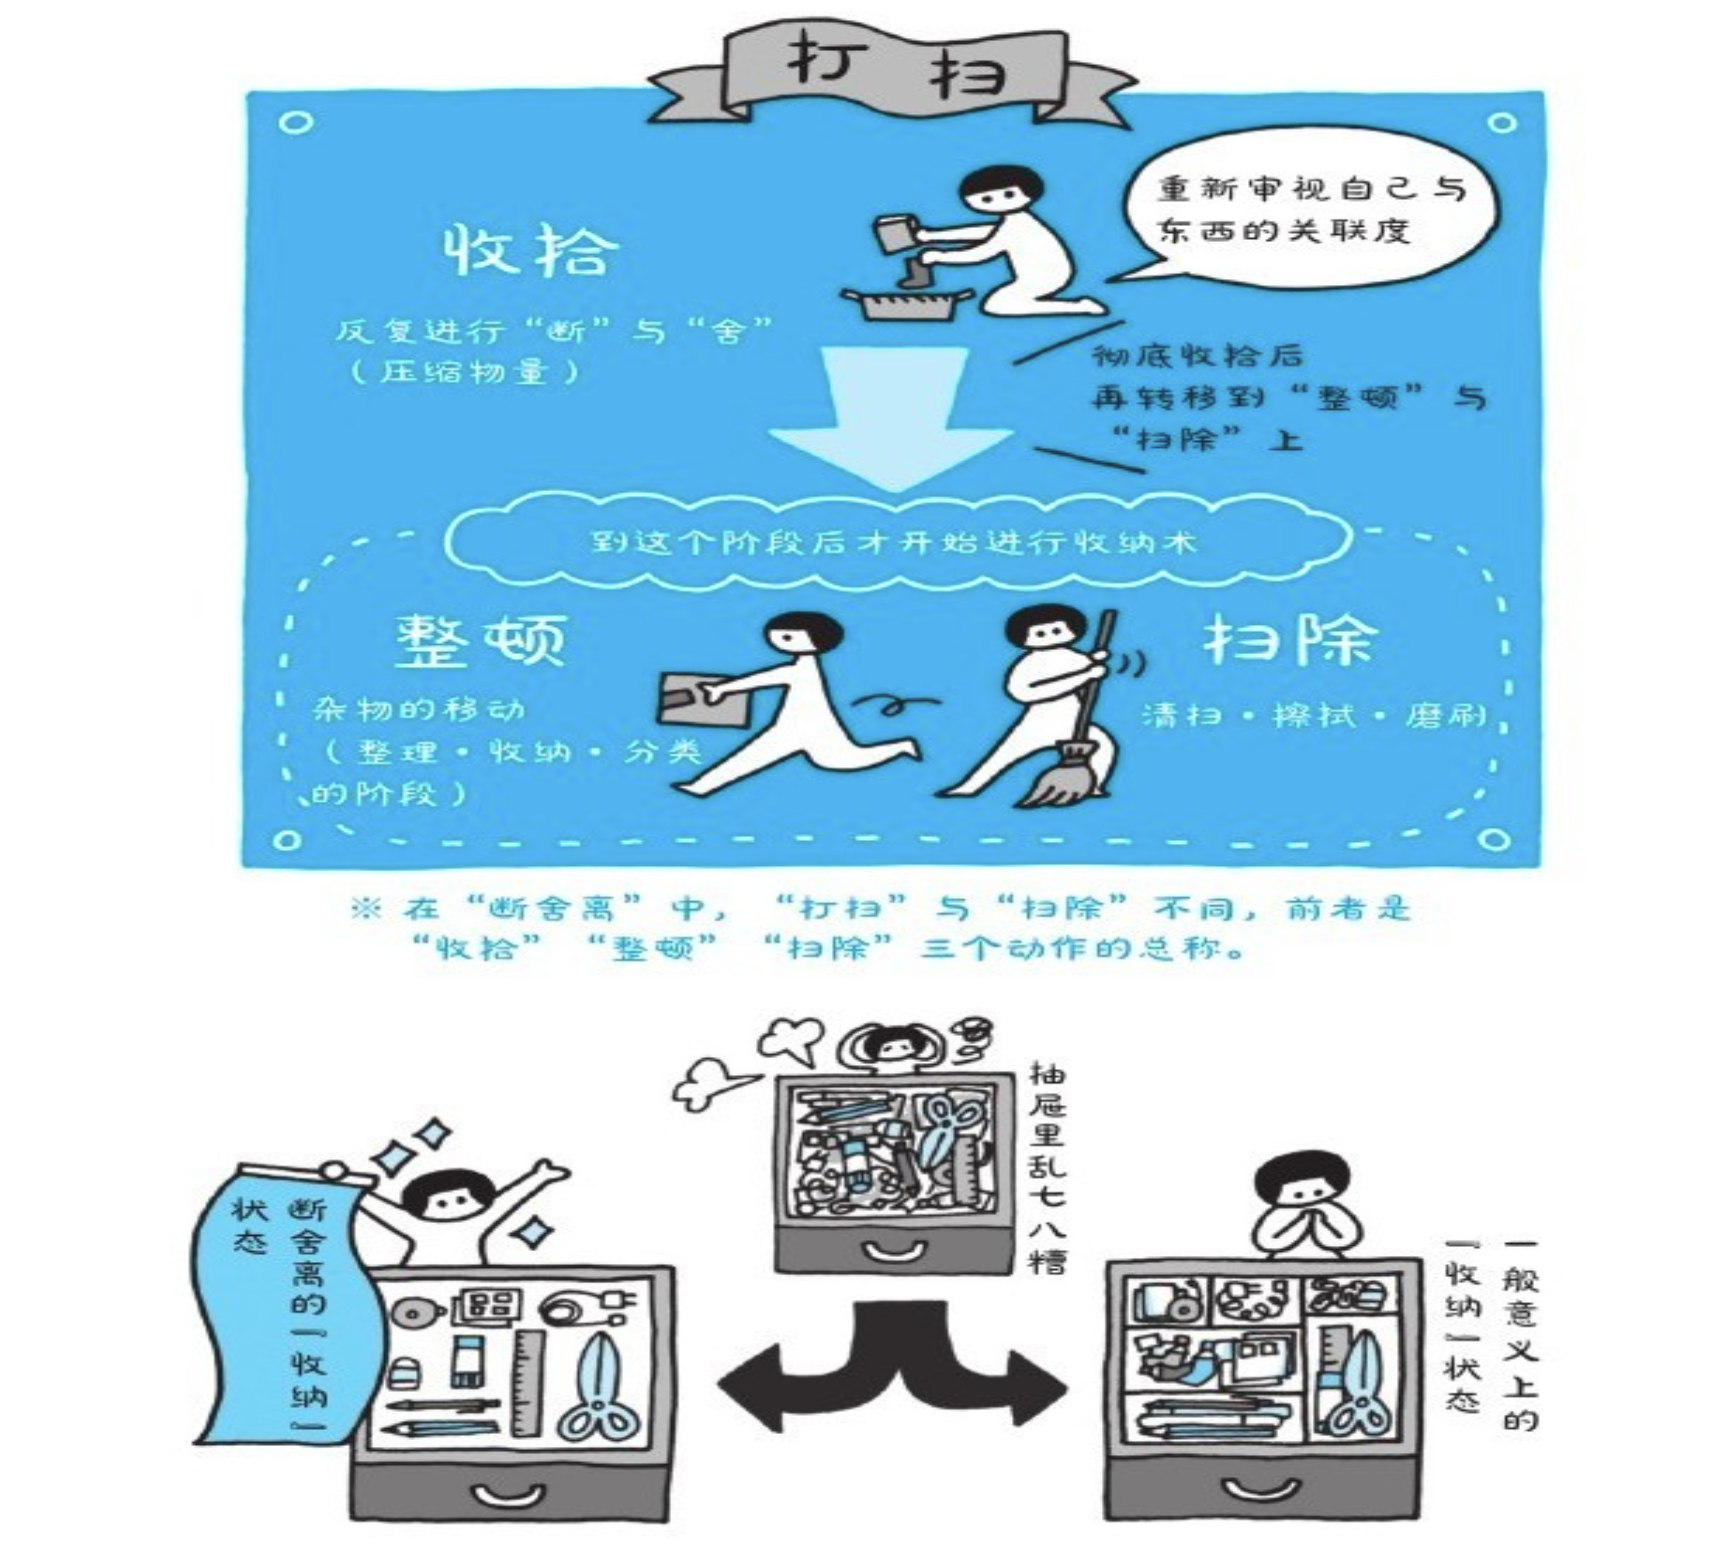 打扫
重新审视自己与
东西的关联度
收拾
反复进行“断”与“舍”
（压缩物量）
彻底收拾后
再转移到“整顿”与
“扫除”上
到这个阶段后才开始进行收纳术
整顿
杂物的移动
（整理·收纳·分类
的阶段）
扫除
清扫·擦拭·磨刷
※在“断舍离”中，“打扫”与“扫除”不同，前者是
“收拾”“整顿”“扫除”三个动作的总称。
抽屉里乱七八糟
断舍离的『收纳』
状态
一般意义上的
『收纳』状态